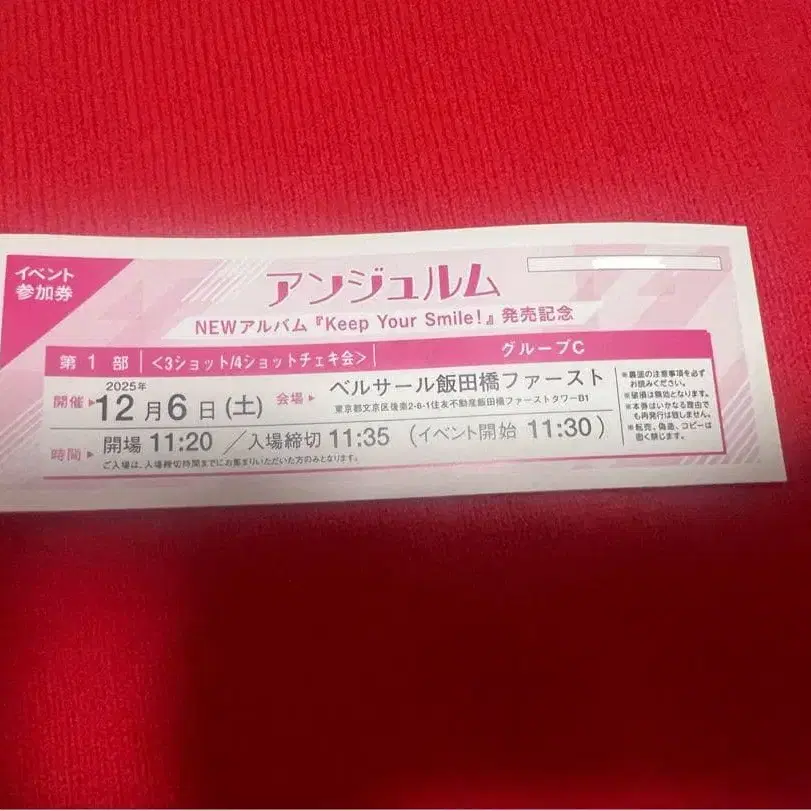 イベント
参加券
アンジュルム
NEWアルバム『Keep Your Smile!』発売記念
第1部 <3ショット/4ショットチェキ会> グループC
開催▶ 2025年 12月6日(土) 会場▶ ベルサール飯田橋ファースト
東京都文京区後楽2-6-1住友不動産飯田橋ファーストタワーB1
時間▶ 開場 11:20 /入場締切 11:35 (イベント開始 11:30)
ご入場は、入場締切時間までにお集まりいただいた方のみとなります。
※裏面の注意事項を必ず
お読みください。
※破損は無効となります。
※本券はいかなる理由で
も再発行は致しません。
※転売、偽造、コピーは
固く禁じます。